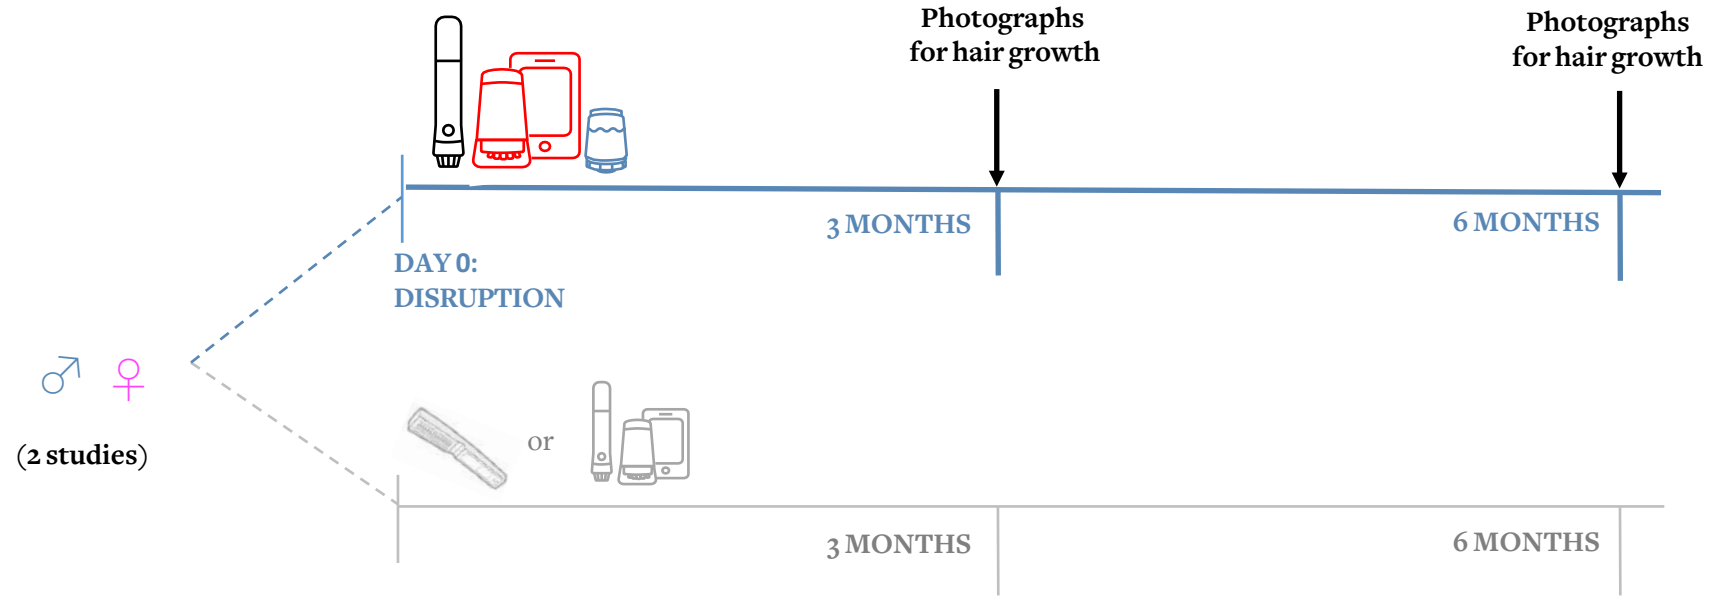 Photographs
for hair growth
Photographs
for hair growth
3 MONTHS
6 MONTHS
DAY 0:
DISRUPTION
(2 studies)
or
3 MONTHS
6 MONTHS